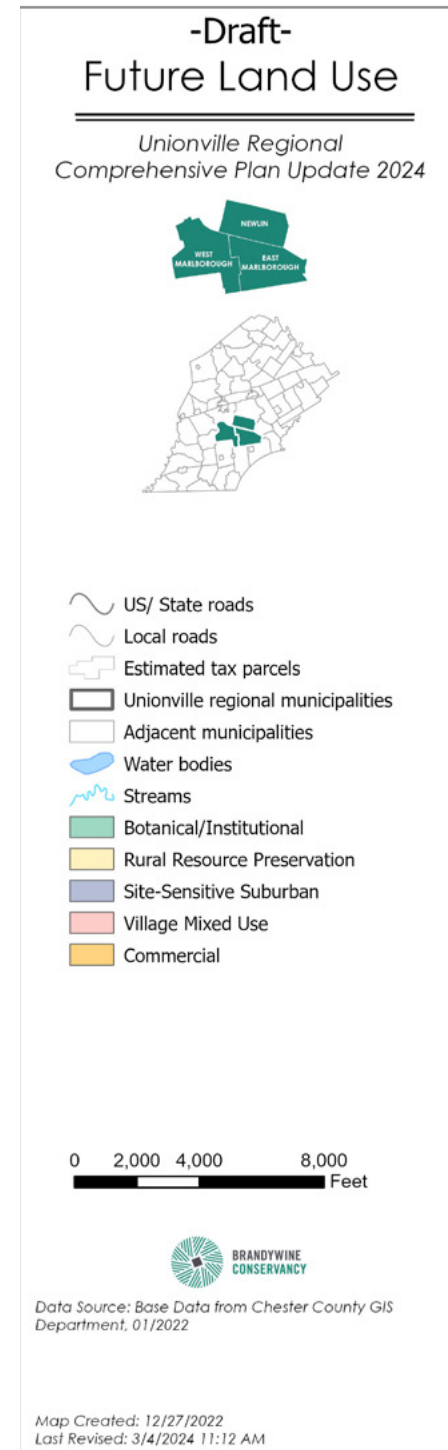 -Draft-
Future Land Use
Unionville Regional
Comprehensive Plan Update 2024
NEWLIN
WEST
MARLBOROUGH
EAST
MARLBOROUGH
US/ State roads
Local roads
Estimated tax parcels
Unionville regional municipalities
Adjacent municipalities
Water bodies
Streams
Botanical/Institutional
Rural Resource Preservation
Site-Sensitive Suburban
Village Mixed Use
Commercial
0 2,000 4,000 8,000
Feet
BRANDYWINE
CONSERVANCY
Data Source: Base Data from Chester County GIS
Department, 01/2022
Map Created: 12/27/2022
Last Revised: 3/4/2024 11:12 AM